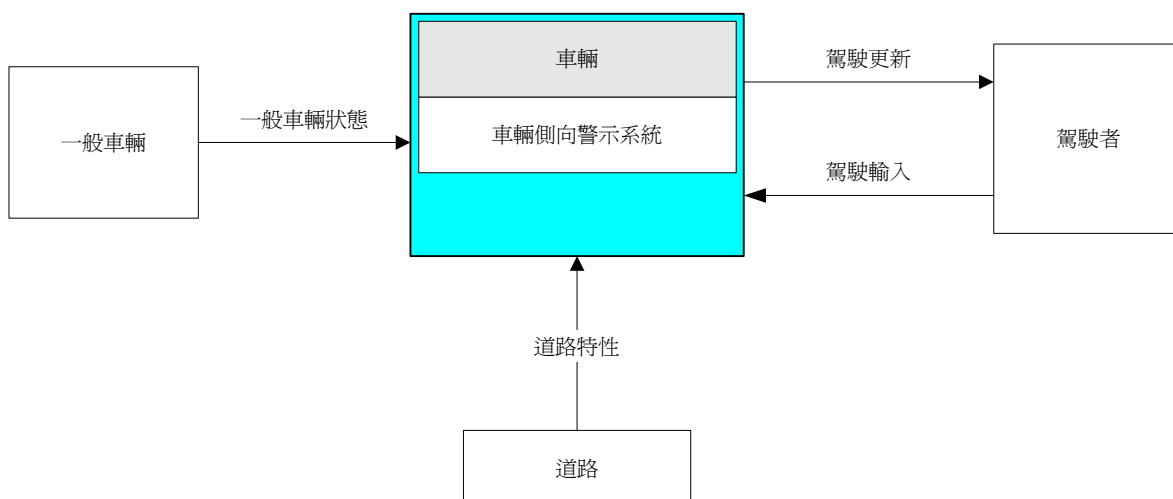 車輛
駕駛更新
一般車輛狀態
車輛側向警示系統
一般車輛
駕駛者
駕駛輸入
道路特性
道路